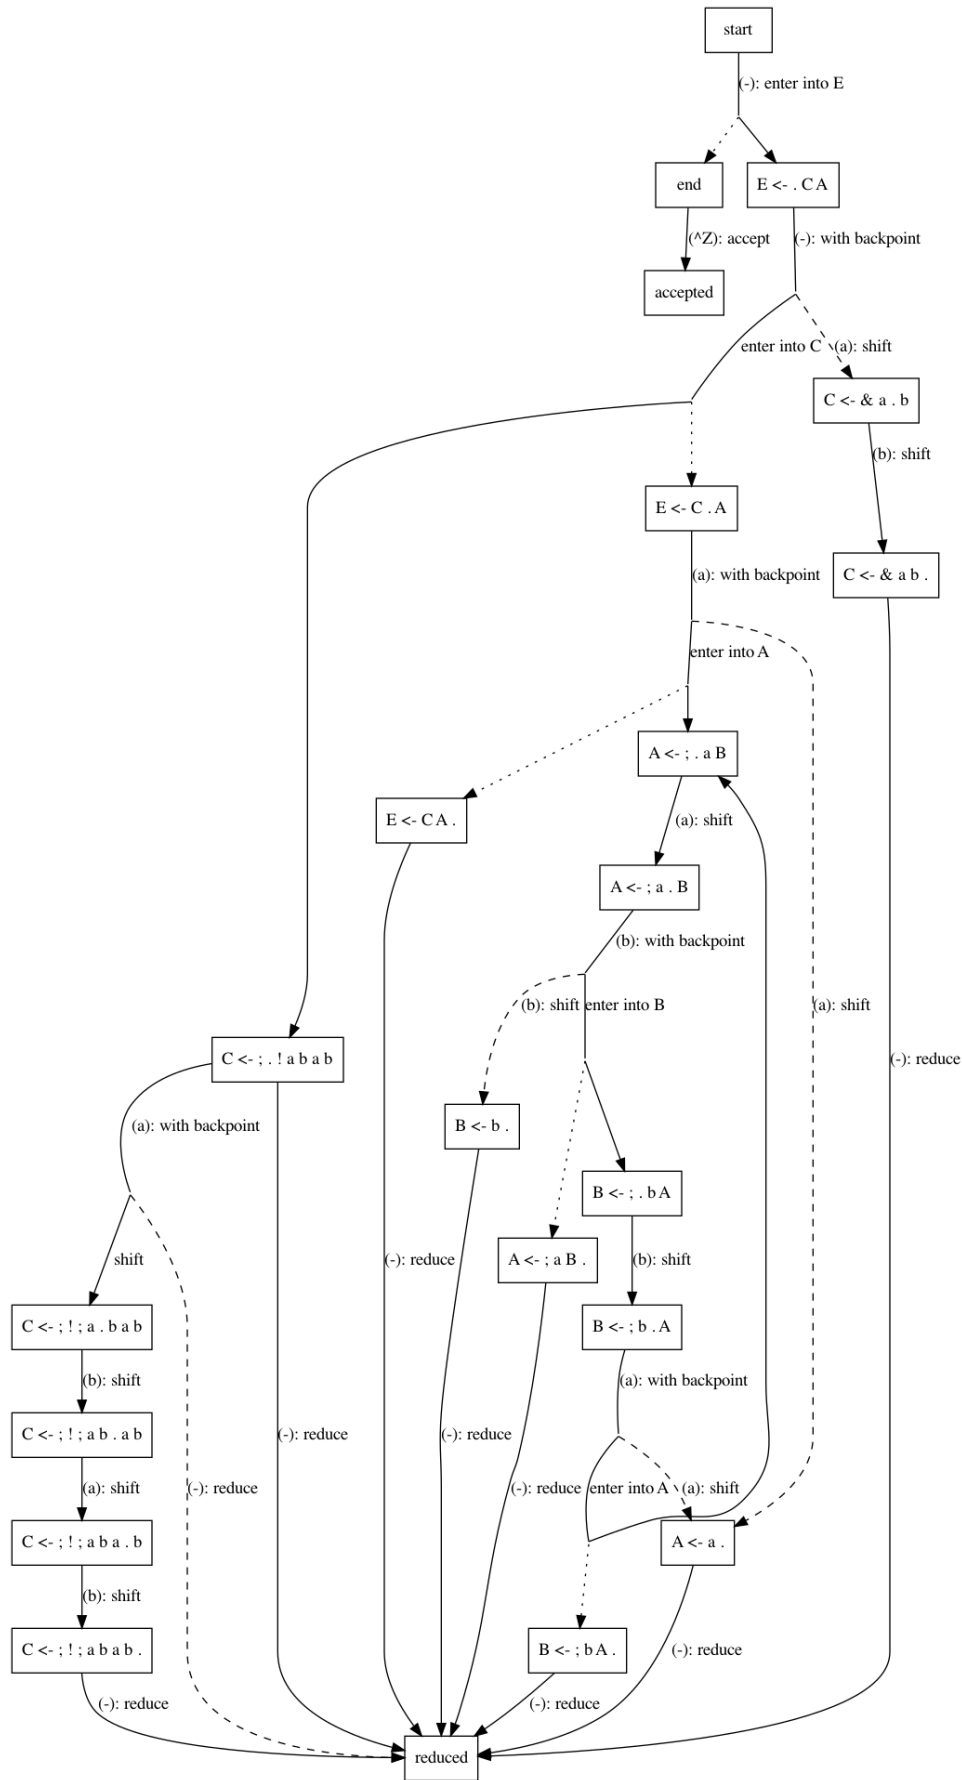 start
(-): enter into E
end
E <- . C A
(^Z): accept
(-): with backpoint
accepted
enter into C
(a): shift
C <- & a . b
(b): shift
E <- C . A
(a): with backpoint
C <- & a b .
enter into A
A <- ; . a B
E <- C A .
(a): shift
A <- ; a . B
(b): with backpoint
(b): shift
enter into B
(a): shift
C <- ; . ! a b a b
(-): reduce
B <- b .
(a): with backpoint
B <- ; . b A
shift
(-): reduce
A <- ; a B .
(b): shift
C <- ; ! ; a . b a b
B <- ; b . A
(b): shift
(a): with backpoint
C <- ; ! ; a b . a b
(-): reduce
(-): reduce
(a): shift
(-): reduce
(-): reduce
enter into A
(a): shift
C <- ; ! ; a b a . b
A <- a .
(b): shift
C <- ; ! ; a b a b .
B <- ; b A .
(-): reduce
(-): reduce
(-): reduce
reduced